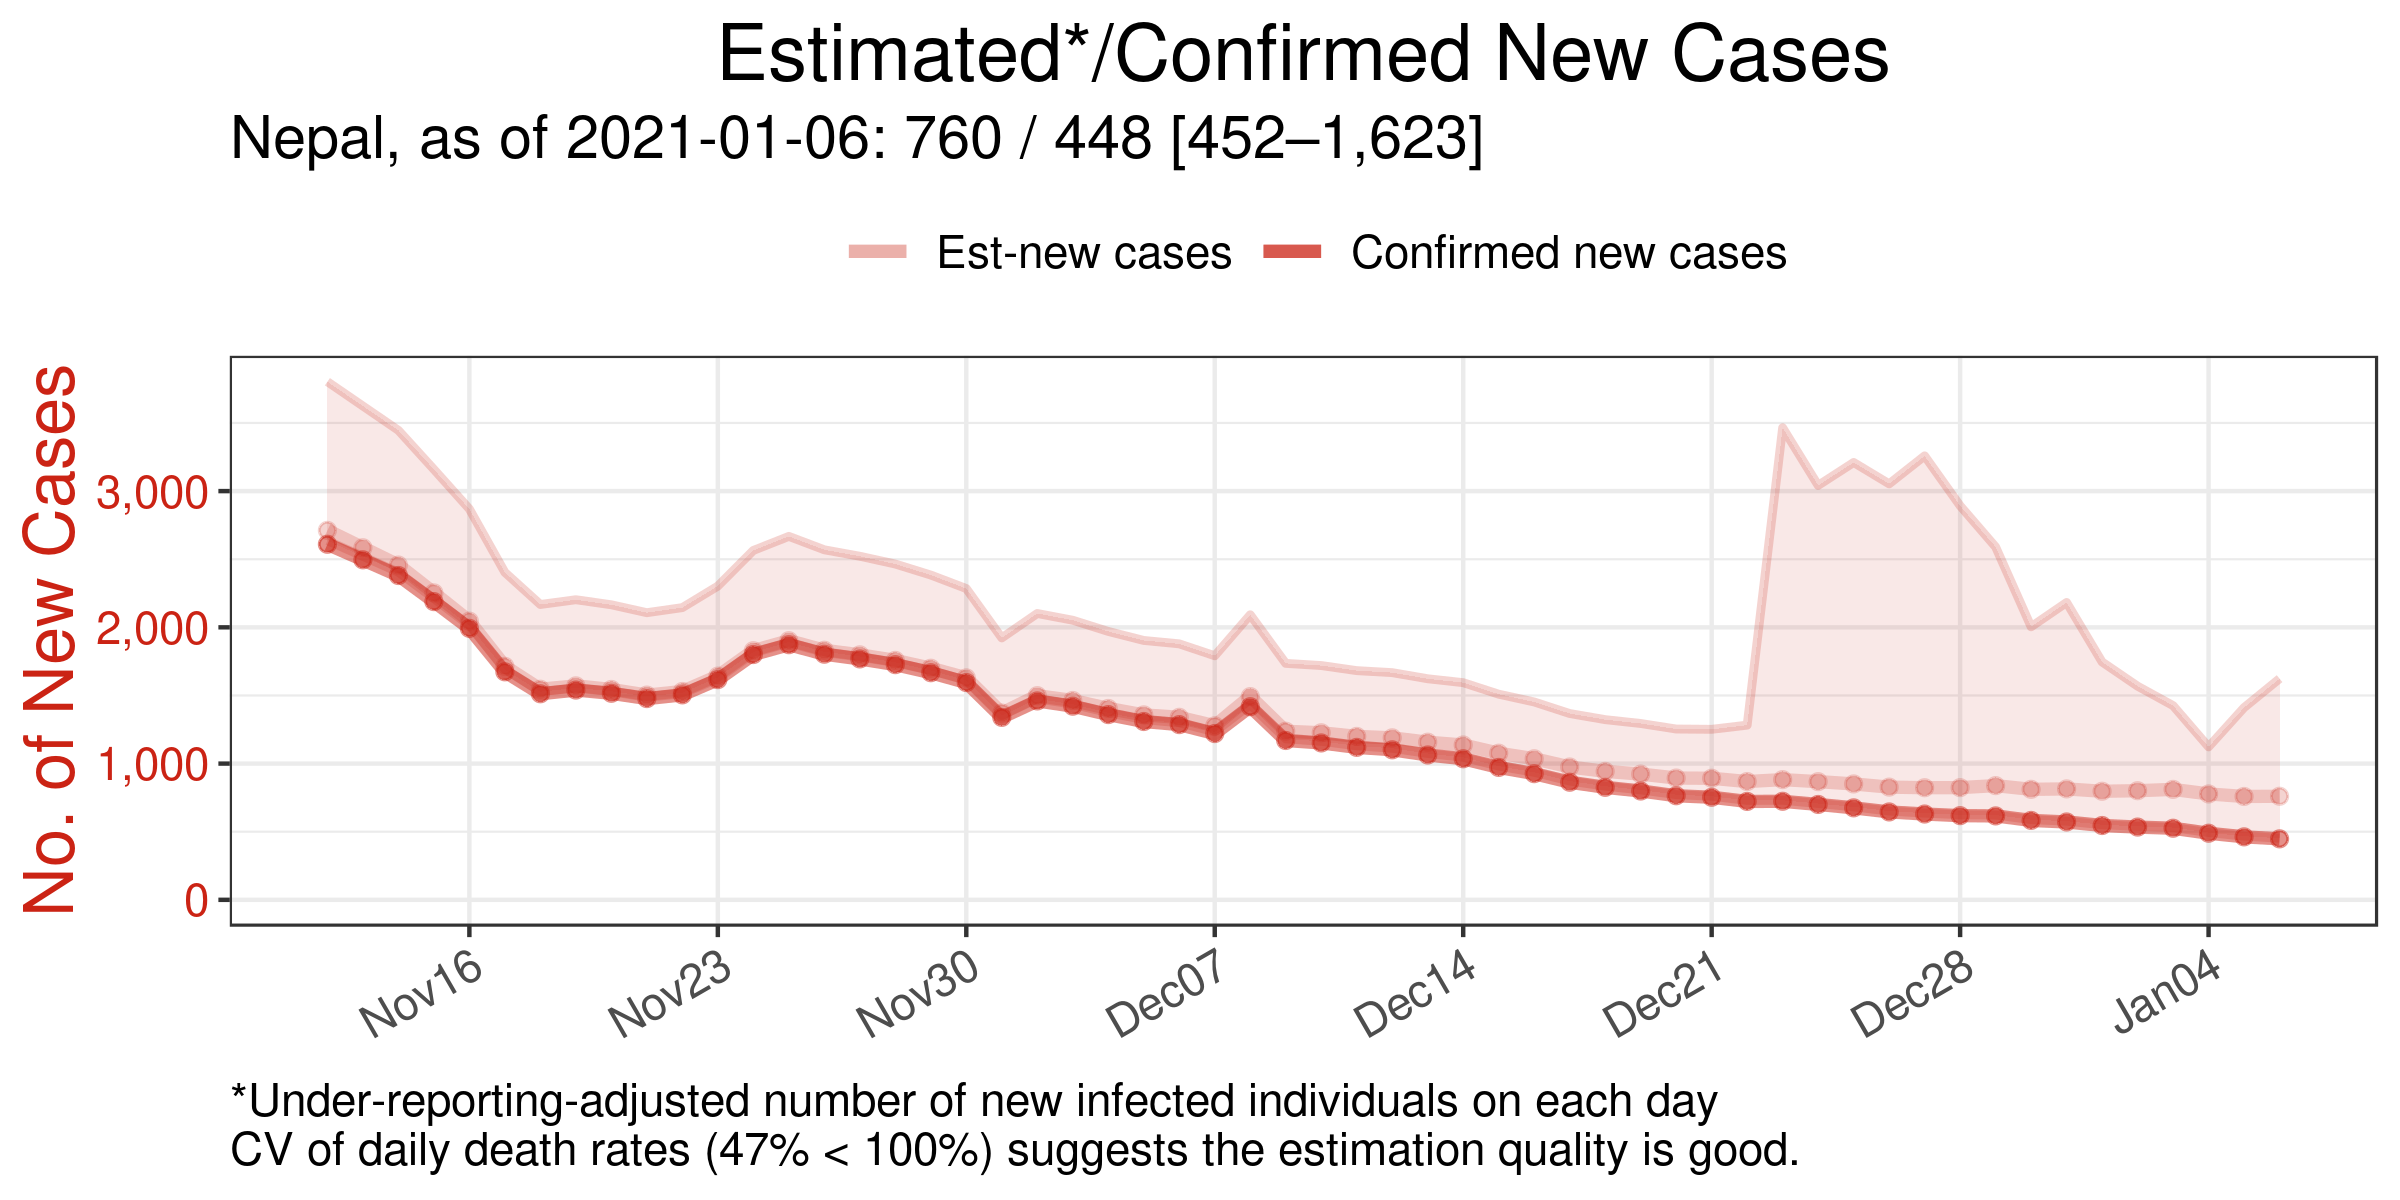 Estimated*/Confirmed New Cases
Nepal, as of 2021-01-06: 760 / 448 [452–1,623]
Est-new cases
Confirmed new cases
No. of New Cases
3,000
2,000
1,000
0
Nov16
Nov23
Nov30
Dec07
Dec14
Dec21
Dec28
Jan04
*Under-reporting-adjusted number of new infected individuals on each day
CV of daily death rates (47% < 100%) suggests the estimation quality is good.